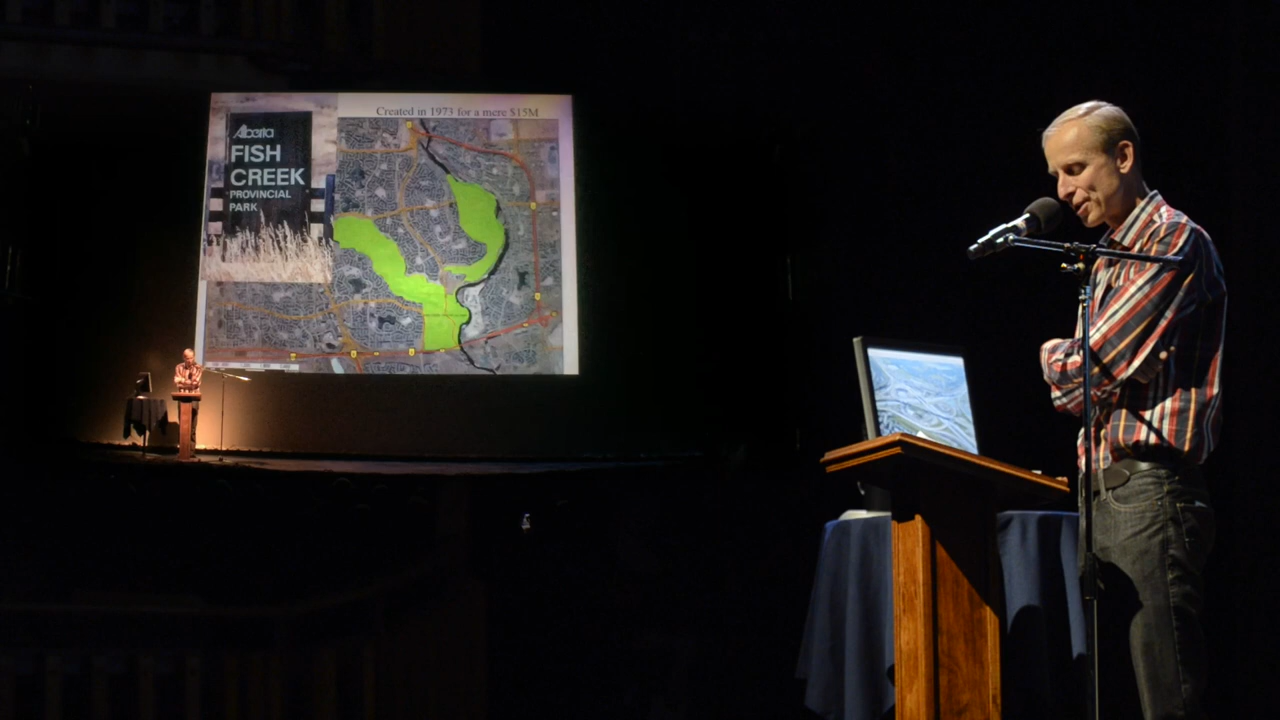 Created in 1973 for a mere $15M
Alberta
FISH
CREEK
PROVINCIAL
PARK